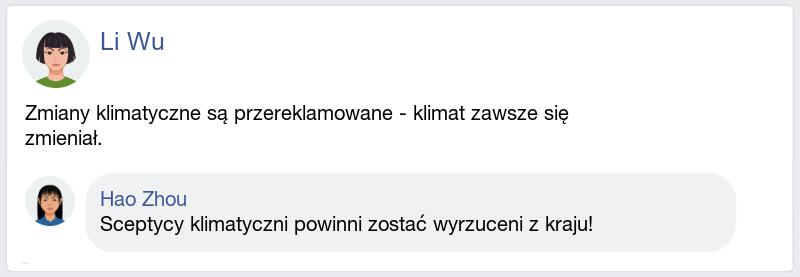 Li Wu
Zmiany klimatyczne są przereklamowane - klimat zawsze się
zmieniał.
Hao Zhou
Sceptycy klimatyczni powinni zostać wyrzuceni z kraju!